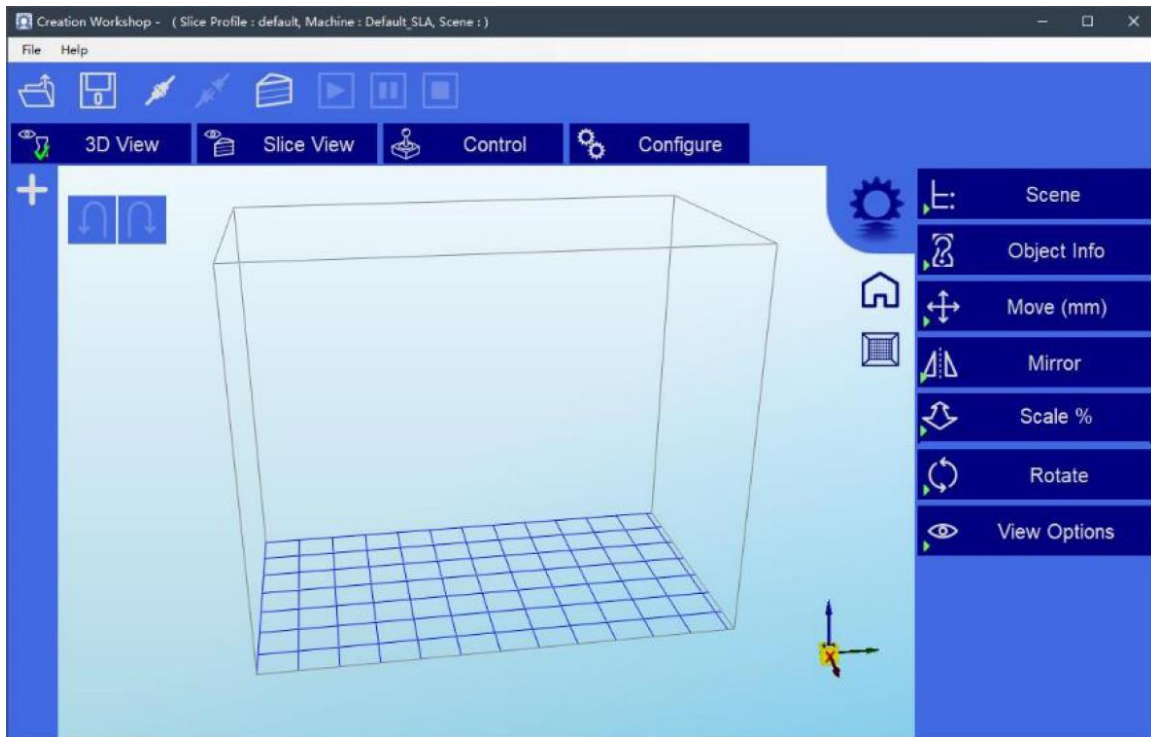 Creation Workshop - ( Slice Profile : default, Machine : Default_SLA, Scene : )
File Help
0
3D View Slice View Control Configure
Scene
Object Info
Move (mm)
Mirror
Scale %
Rotate
View Options
X